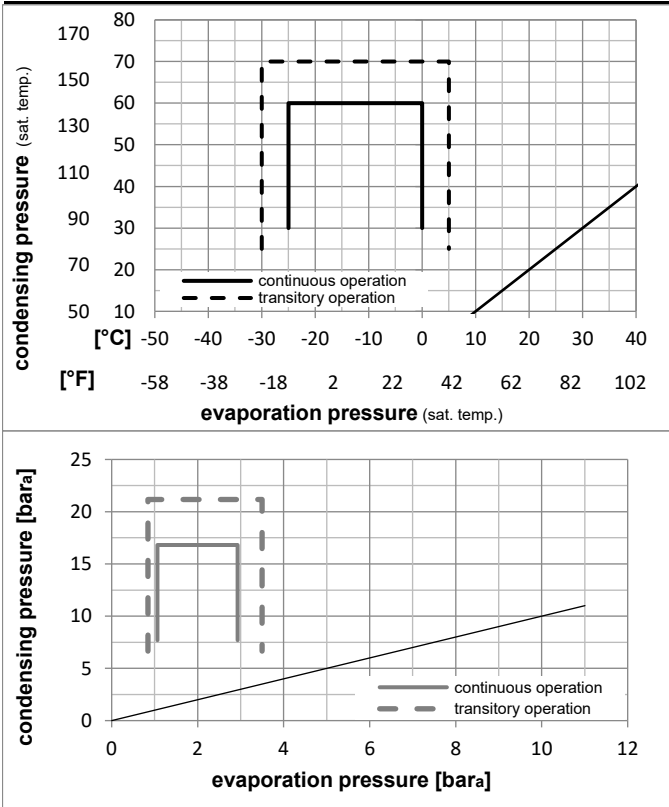 condensing pressure (sat. temp.)
170 80
70
150 60
130 50
110 40
90 30
70 20
50 10
continuous operation
transitory operation
[°C] -50 -40 -30 -20 -10 0 10 20 30 40
[°F] -58 -38 -18 2 22 42 62 82 102
evaporation pressure (sat. temp.)
condensing pressure [bara]
25
20
15
10
5
0
continuous operation
transitory operation
0 2 4 6 8 10 12
evaporation pressure [bara]